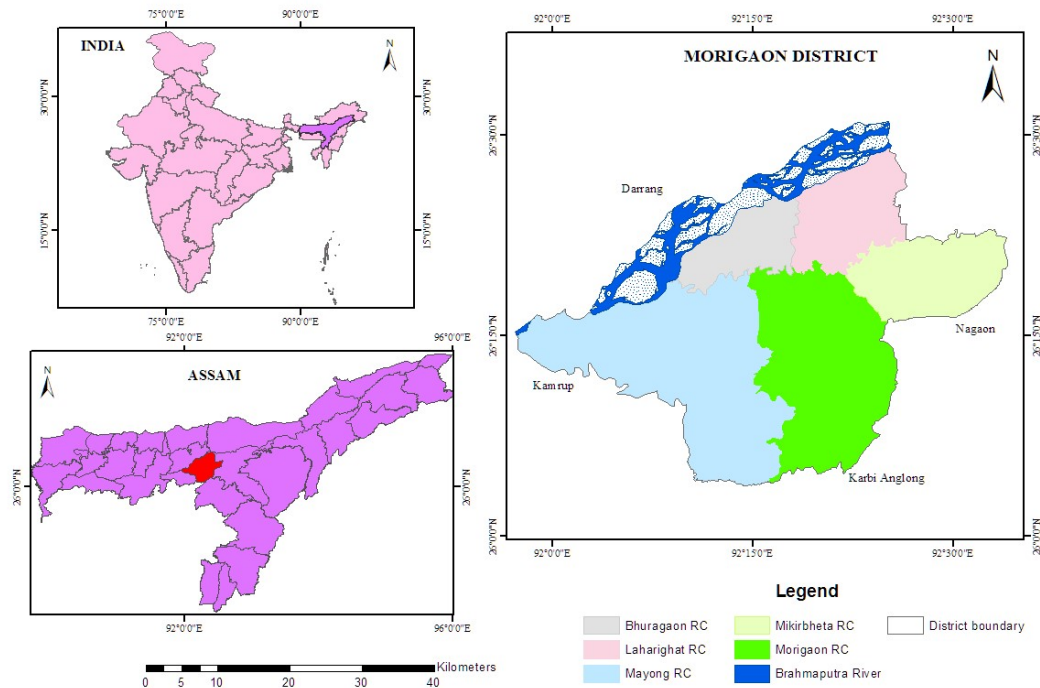 75°0'0"E 90°0'0"E
INDIA
N
30°0'0"N
30°0'0"N
15°0'0"N
15°0'0"N
75°0'0"E 90°0'0"E
92°0'0"E 96°0'0"E
ASSAM
N
26°0'0"N
26°0'0"N
92°0'0"E 96°0'0"E
Kilometers
0 5 10 20 30 40
92°0'0"E 92°15'0"E 92°30'0"E
MORIGAON DISTRICT
N
26°30'0"N
26°30'0"N
Darrang
26°15'0"N
26°15'0"N
Nagaon
Kamrup
Karbi Anglong
26°0'0"N
26°0'0"N
92°0'0"E 92°15'0"E 92°30'0"E
Legend
Bhuragaon RC Mikirbheta RC District boundary
Laharighat RC Morigaon RC
Mayong RC Brahmaputra River